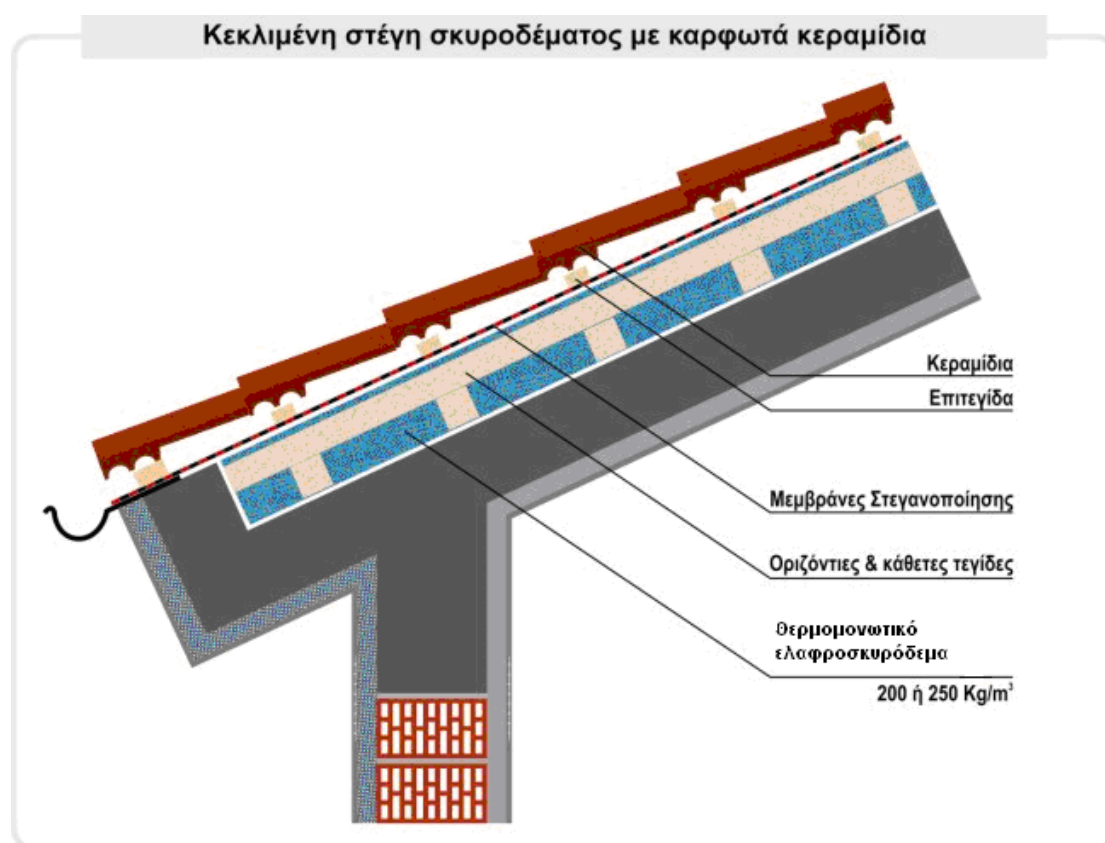 Κεκλιμένη στέγη σκυροδέματος με καρφωτά κεραμίδια
Κεραμίδια
Επιτεγίδα
Μεμβράνες Στεγανοποίησης
Οριζόντιες & κάθετες τεγίδες
Θερμομονωτικό
ελαφροσκυρόδεμα
200 ή 250 Kg/m³